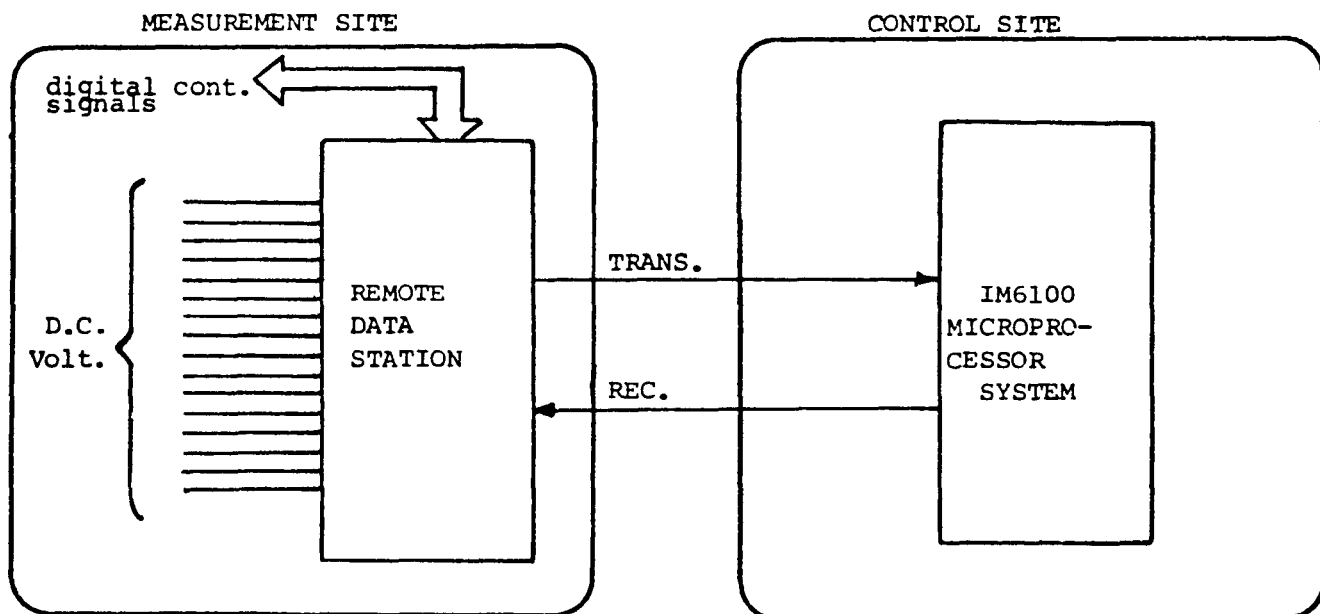 MEASUREMENT SITE
CONTROL SITE
digital cont.
signals
D.C.
Volt.
REMOTE
DATA
STATION
TRANS.
REC.
IM6100
MICROPRO-
CESSOR
SYSTEM